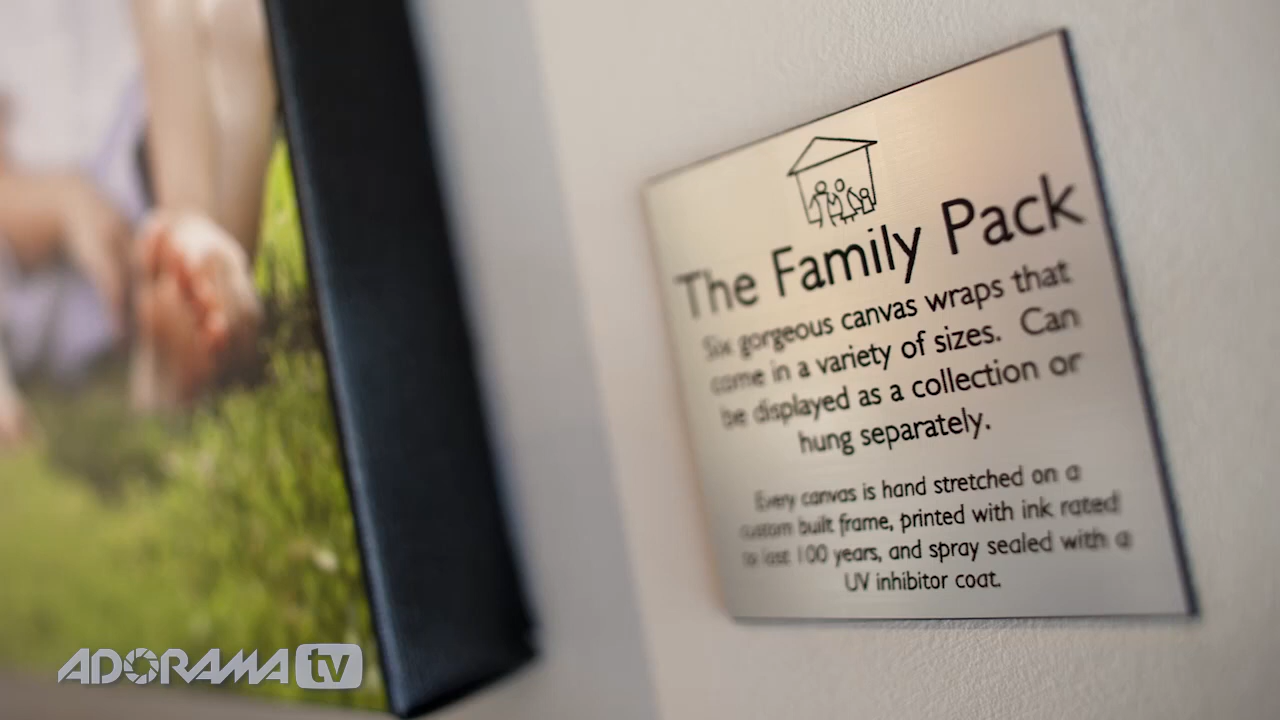 The Family Pack
Six gorgeous canvas wraps that
come in a variety of sizes. Can
be displayed as a collection or
hung separately.
Every canvas is hand stretched on a
custom built frame, printed with ink rated
to last 100 years, and spray sealed with a
UV inhibitor coat.
ADORAMA tv